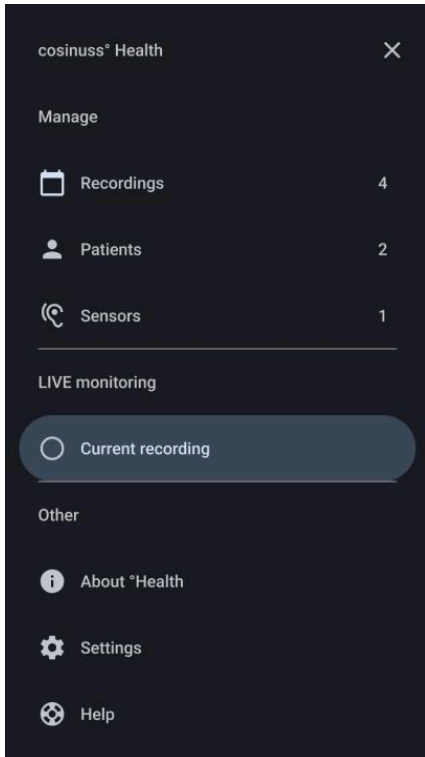 cosinuss° Health
Manage
Recordings 4
Patients 2
Sensors 1
LIVE monitoring
Current recording
Other
About °Health
Settings
Help